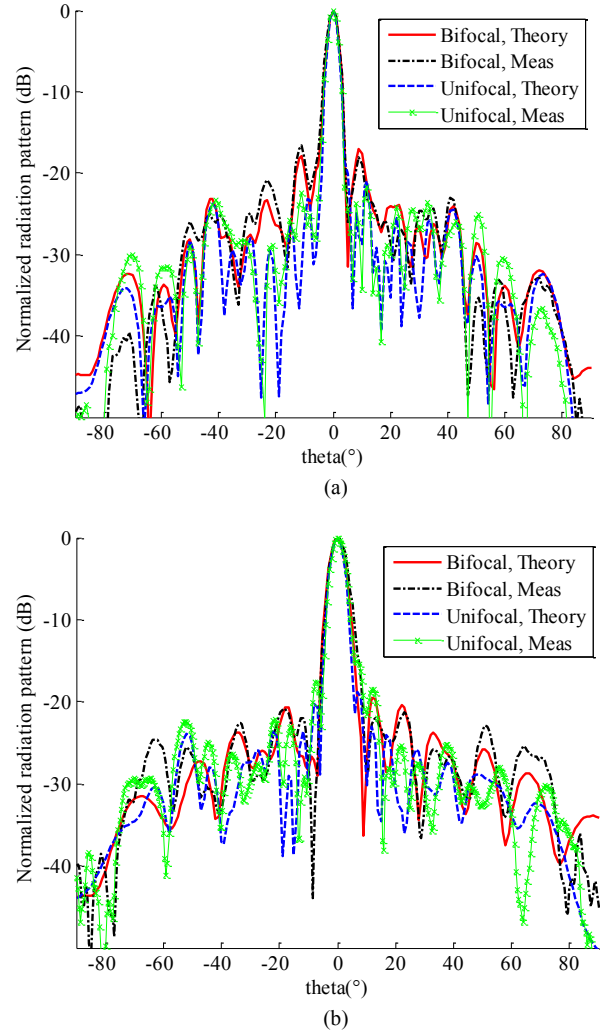 0
-10
-20
-30
-40
Normalized radiation pattern (dB)
Bifocal, Theory
Bifocal, Meas
Unifocal, Theory
Unifocal, Meas
-80 -60 -40 -20 0 20 40 60 80
theta(°)
(a)
0
-10
-20
-30
-40
Normalized radiation pattern (dB)
Bifocal, Theory
Bifocal, Meas
Unifocal, Theory
Unifocal, Meas
-80 -60 -40 -20 0 20 40 60 80
theta(°)
(b)